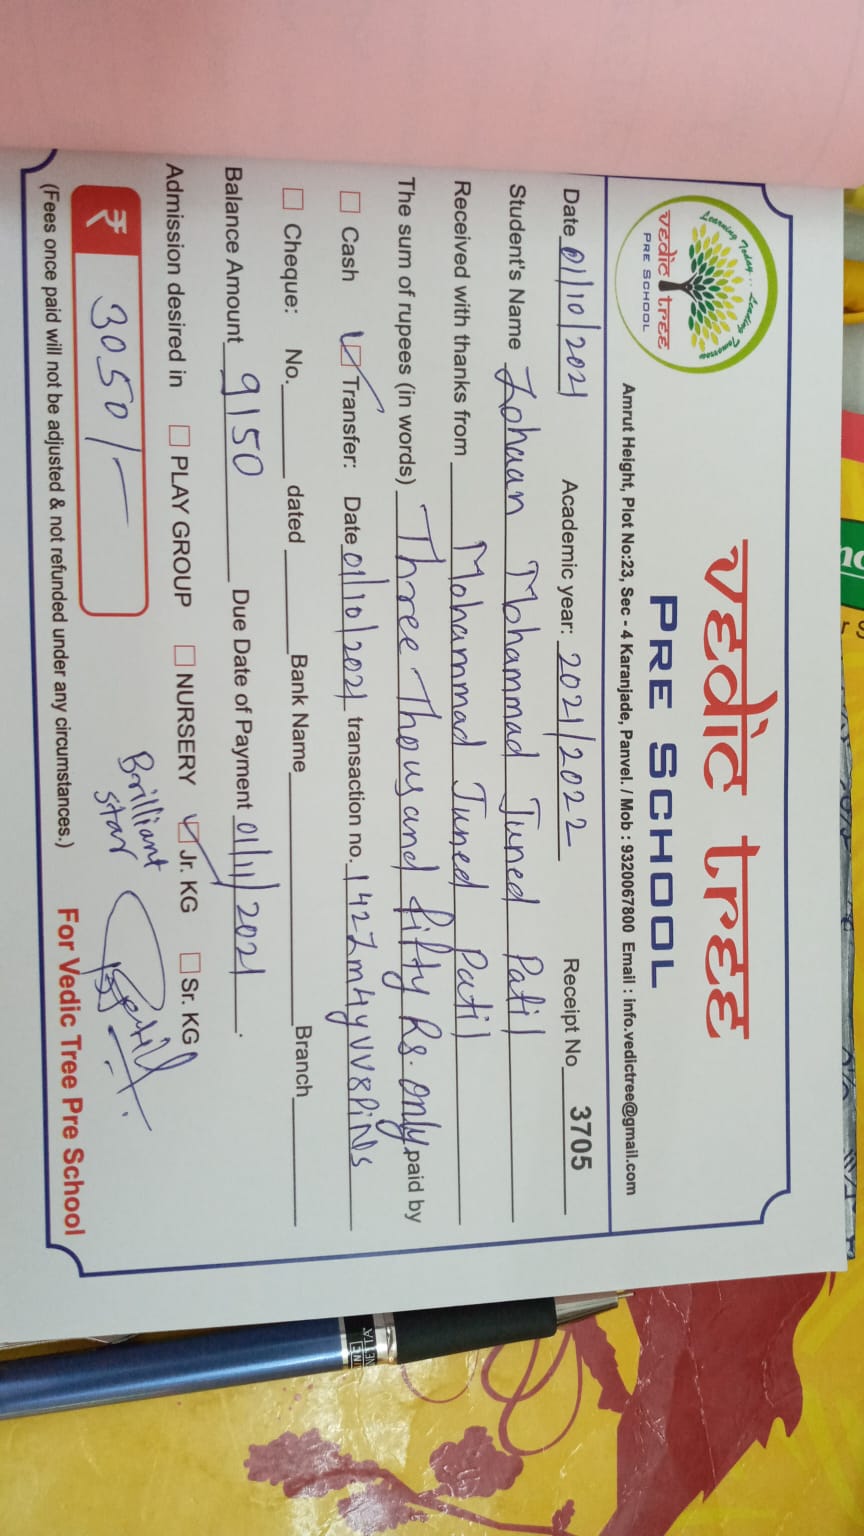 vedic tree
PRE SCHOOL
Learning Today... Leading Tomorrow
vedic tree
PRE SCHOOL
Amrut Height, Plot No:23, Sec - 4 Karanjade, Panvel. / Mob : 9320067800 Email : info.vedictree@gmail.com
Date 01/10/2021 Academic year: 2021/2022 Receipt No 3705
Student's Name Zohaan Mohammad Juned Patil
Received with thanks from Mohammad Juned Patil
The sum of rupees (in words) Three Thousand fifty Rs. only paid by
Cash Transfer: Date 01/10/2021 transaction no.
Cheque: No. dated Bank Name Branch
Balance Amount 9150 Due Date of Payment 01/11/2021.
Admission desired in PLAY GROUP NURSERY Jr. KG Sr. KG
₹ 3050/-
Brilliant
star
(Fees once paid will not be adjusted & not refunded under any circumstances.) For Vedic Tree Pre School